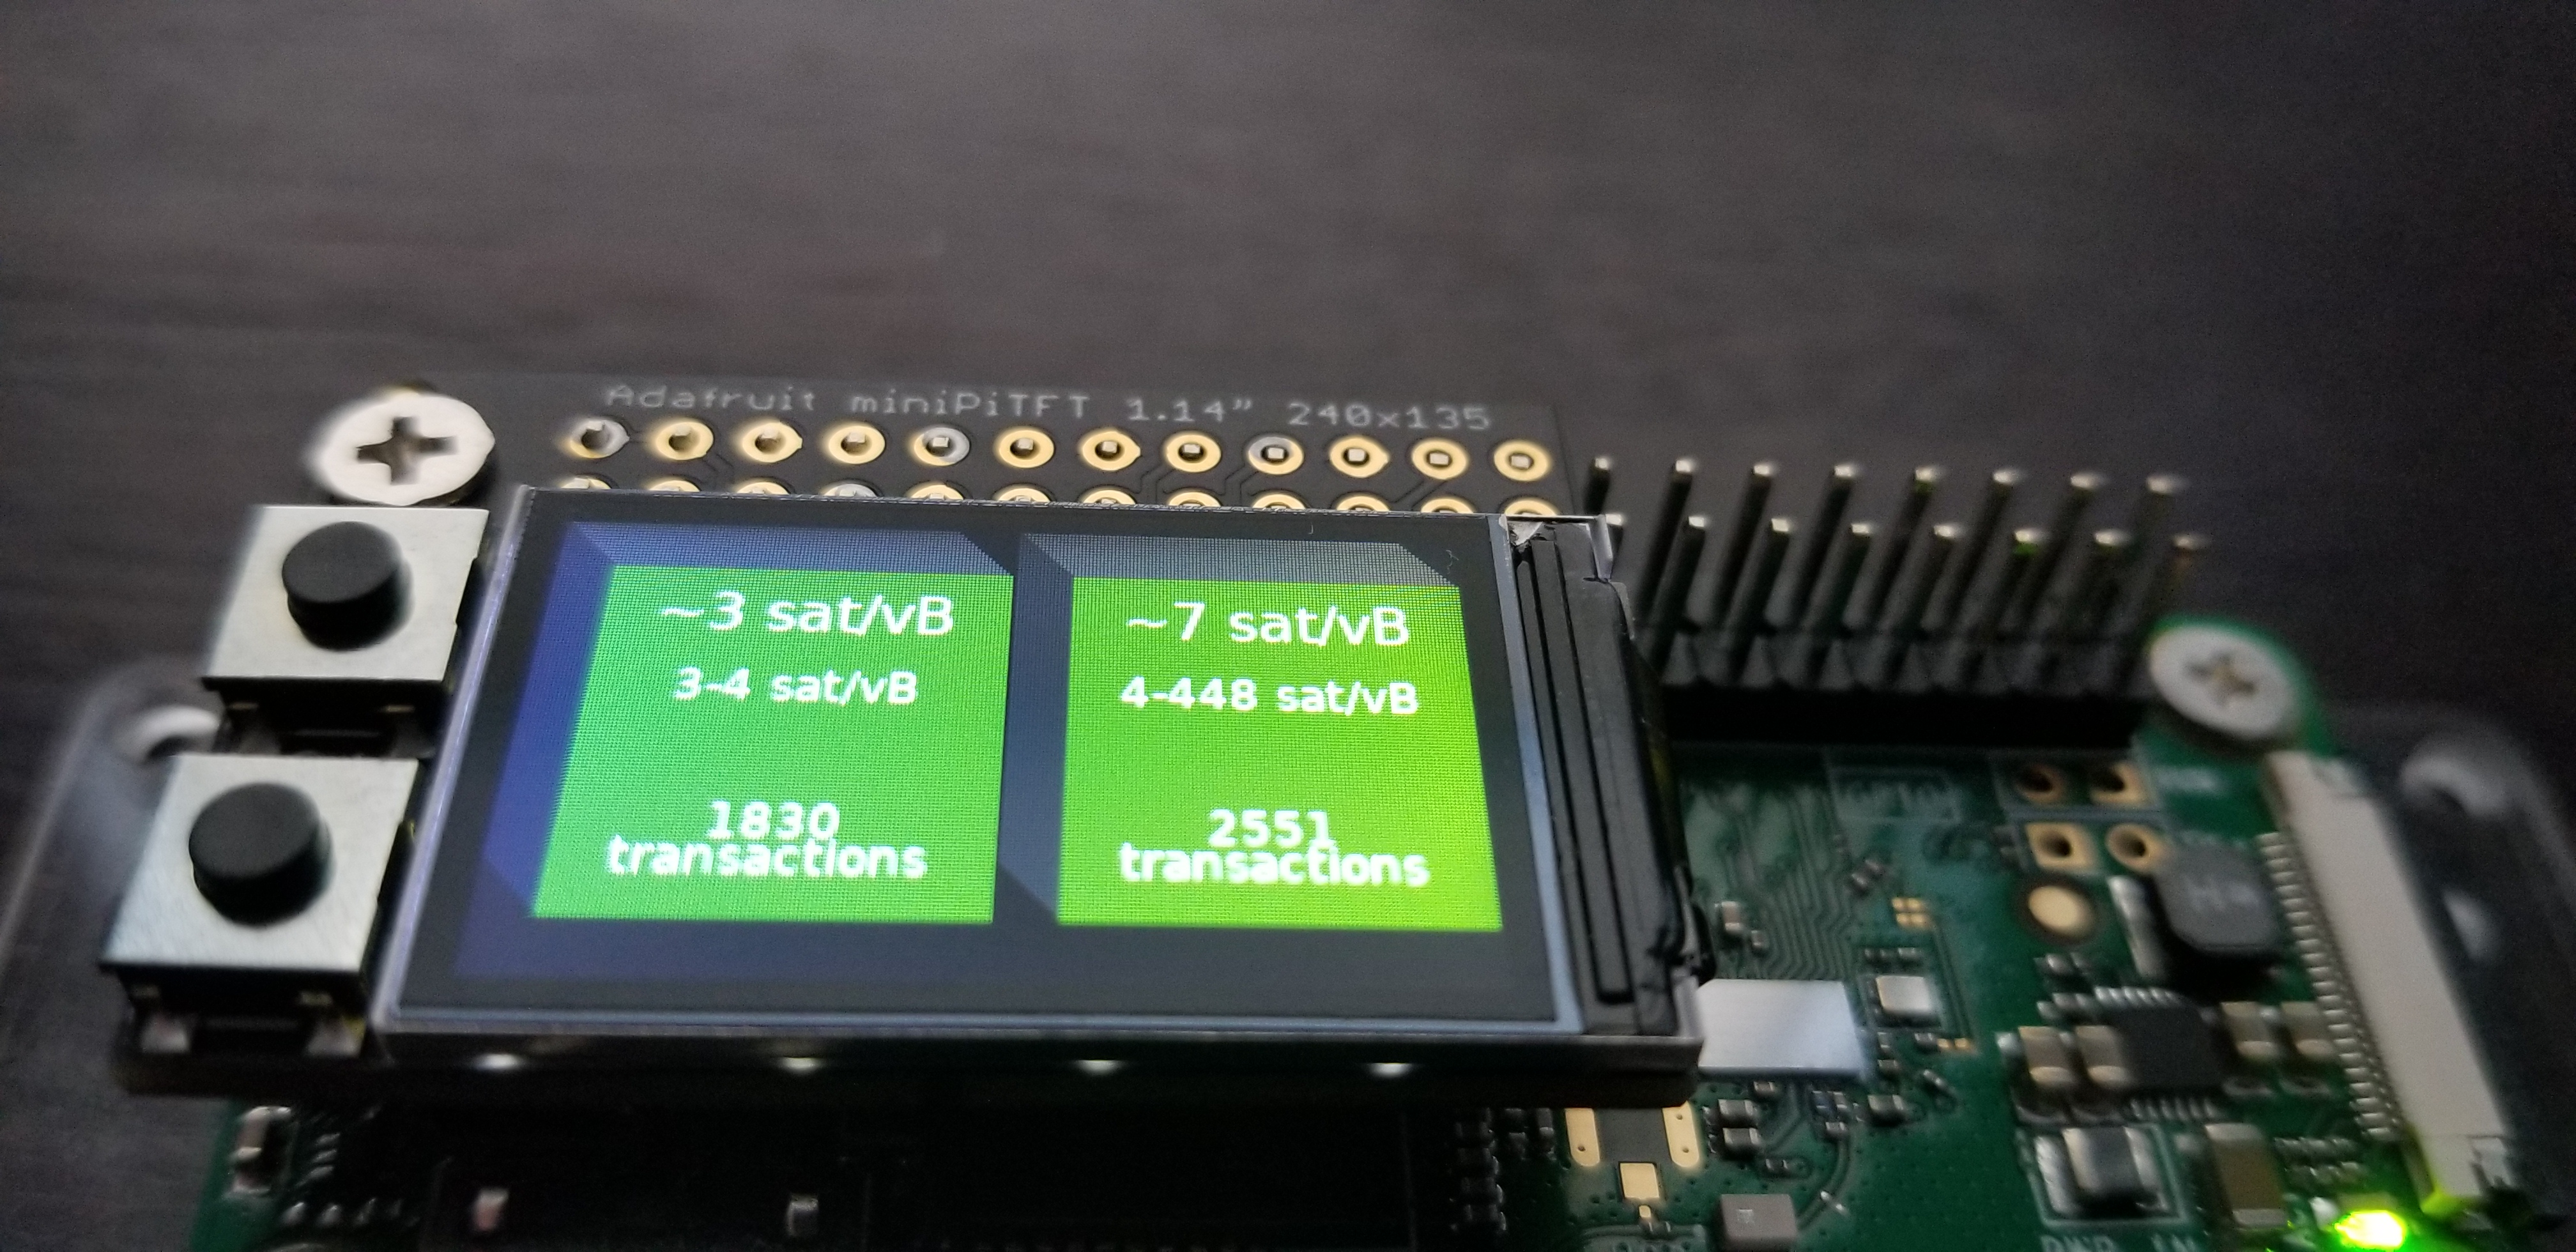 Adafruit miniPiTFT 1.14” 240x135
~3 sat/vB
3-4 sat/vB
1830
transactions
~7 sat/vB
4-448 sat/vB
2551
transactions